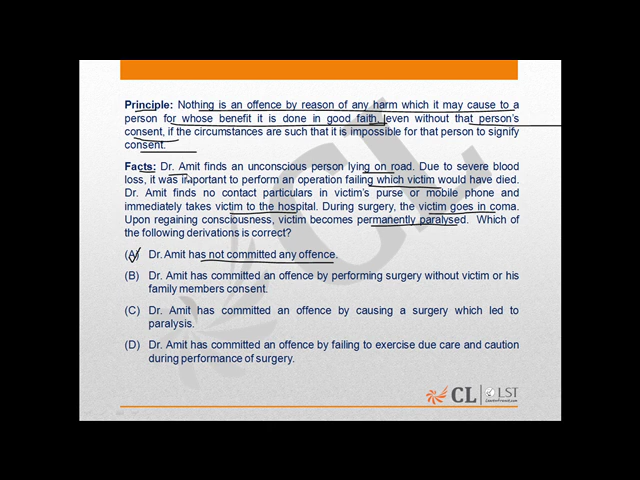 Principle: Nothing is an offence by reason of any harm which it may cause to a
person for whose benefit it is done in good faith, even without that person's
consent, if the circumstances are such that it is impossible for that person to signify
consent.
Facts: Dr. Amit finds an unconscious person lying on road. Due to severe blood
loss, it was important to perform an operation failing which victim would have died.
Dr. Amit finds no contact particulars in victim's purse or mobile phone and
immediately takes victim to the hospital. During surgery, the victim goes in coma.
Upon regaining consciousness, victim becomes permanently paralysed. Which of
the following derivations is correct?
(A) Dr. Amit has not committed any offence.
(B) Dr. Amit has committed an offence by performing surgery without victim or his
family members consent.
(C) Dr. Amit has committed an offence by causing a surgery which led to
paralysis.
(D) Dr. Amit has committed an offence by failing to exercise due care and caution
during performance of surgery.
CL
CL LST